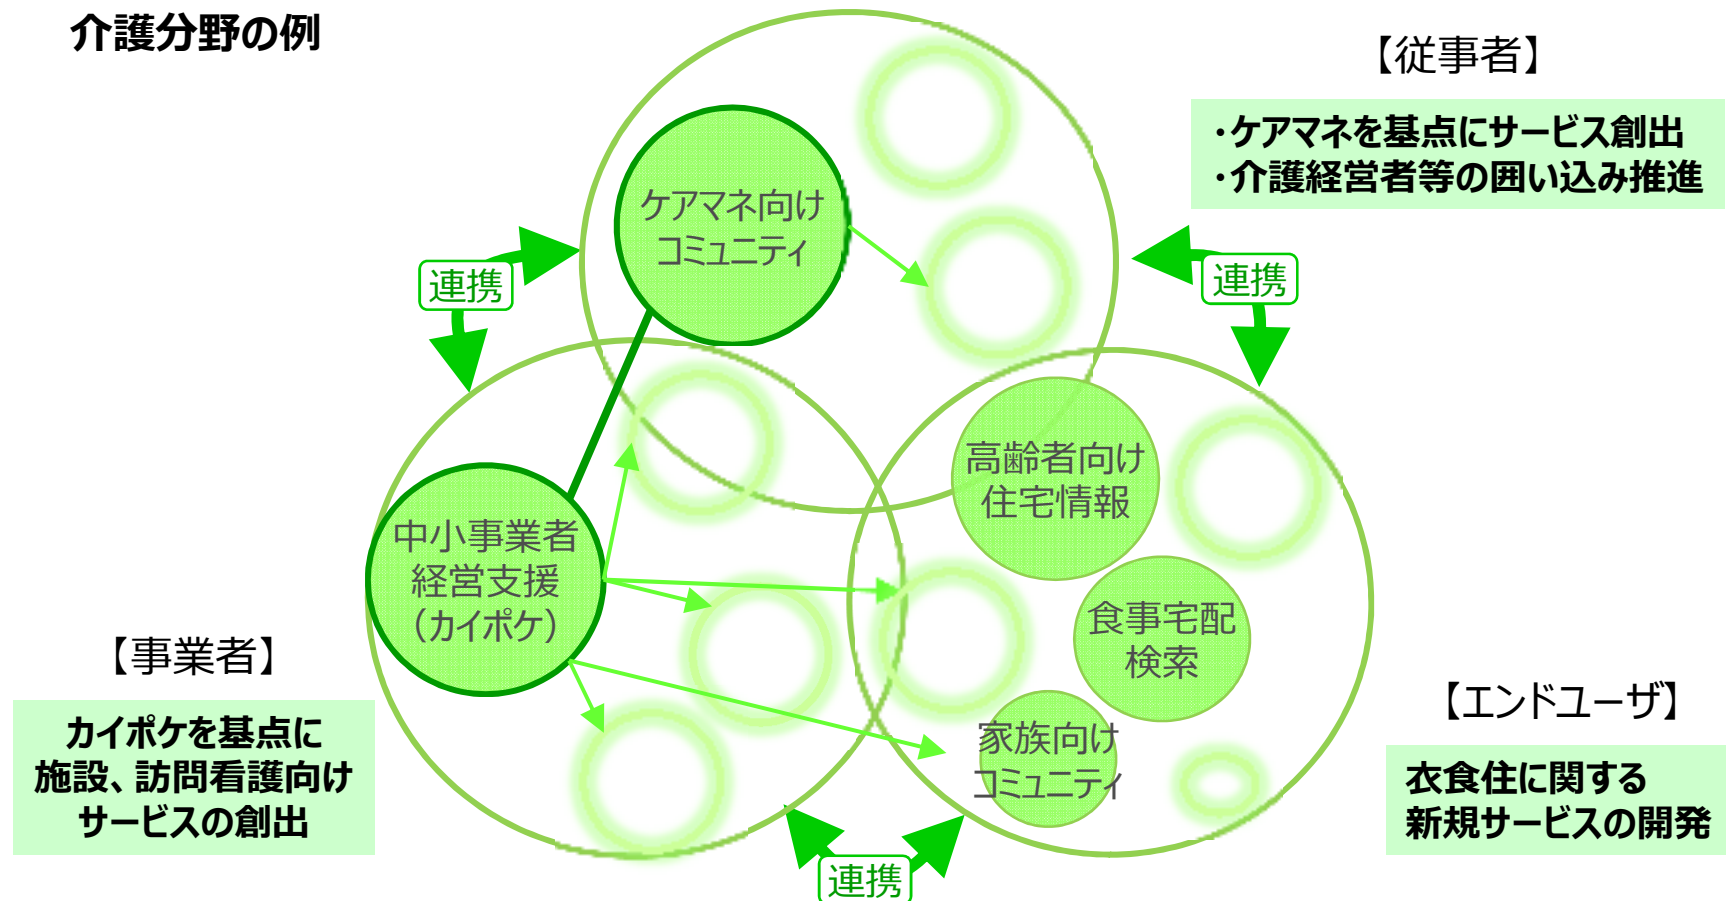 介護分野の例
【従事者】
・ケアマネを基点にサービス創出
・介護経営者等の囲い込み推進
ケアマネ向け
コミュニティ
連携
連携
高齢者向け
住宅情報
中小事業者
経営支援
（カイポケ）
食事宅配
検索
【事業者】
カイポケを基点に
施設、訪問看護向け
サービスの創出
家族向け
コミュニティ
【エンドユーザ】
衣食住に関する
新規サービスの開発
連携